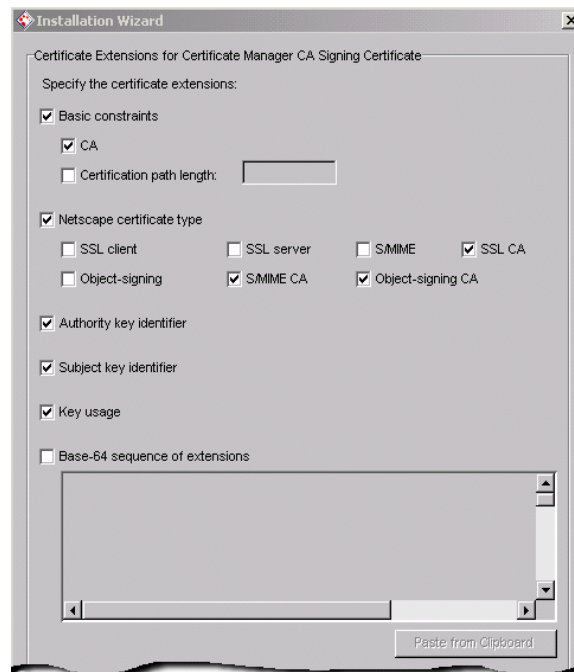 Installation Wizard
Certificate Extensions for Certificate Manager CA Signing Certificate
Specify the certificate extensions:
Basic constraints
CA
Certification path length:
Netscape certificate type
SSL client SSL server S/MIME SSL CA
Object-signing S/MIME CA Object-signing CA
Authority key identifier
Subject key identifier
Key usage
Base-64 sequence of extensions
Paste from Clipboard